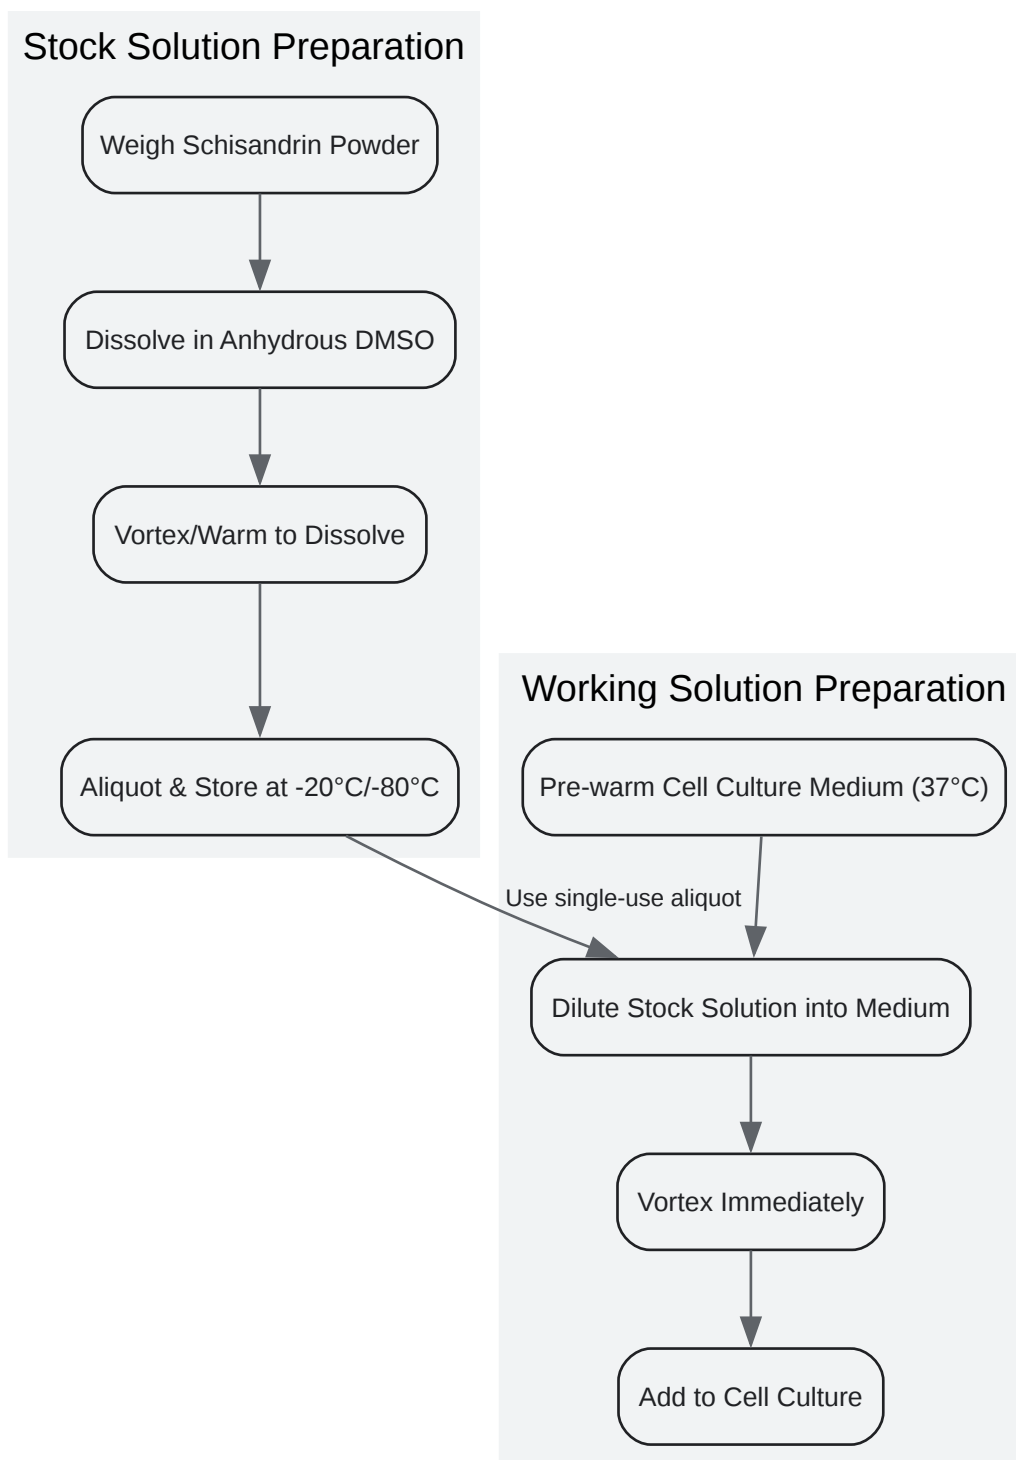 Stock Solution Preparation
Weigh Schisandrin Powder
Dissolve in Anhydrous DMSO
Vortex/Warm to Dissolve
Aliquot & Store at -20°C/-80°C
Working Solution Preparation
Pre-warm Cell Culture Medium (37°C)
Use single-use aliquot
Dilute Stock Solution into Medium
Vortex Immediately
Add to Cell Culture